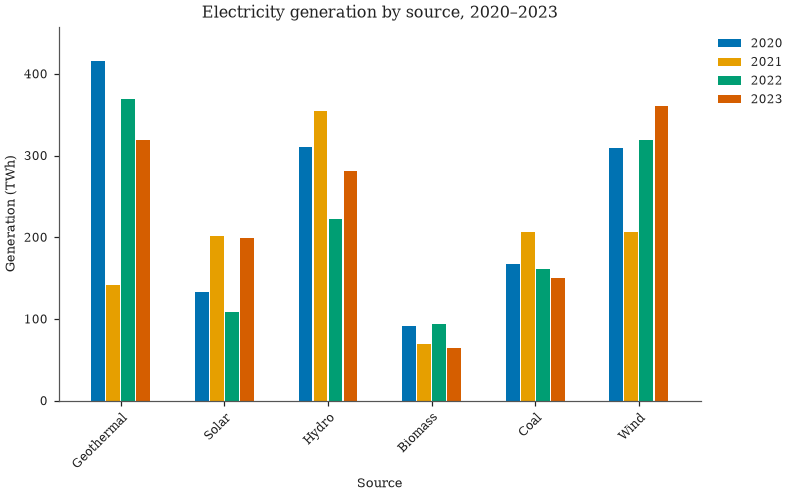 Electricity generation by source, 2020–2023
2020
2021
2022
2023
Generation (TWh)
400
300
200
100
0
Geothermal
Solar
Hydro
Biomass
Coal
Wind
Source